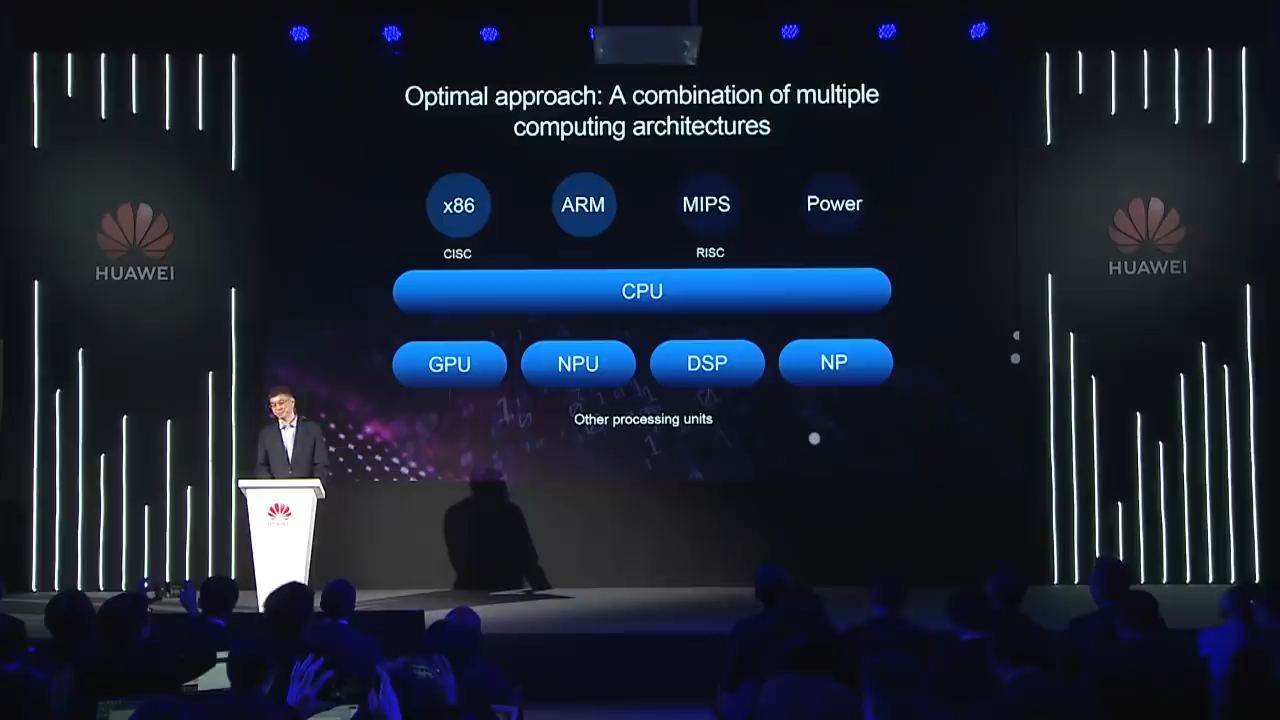 Optimal approach: A combination of multiple
computing architectures
x86
ARM
MIPS
Power
CISC
RISC
CPU
GPU
NPU
DSP
NP
Other processing units
HUAWEI
HUAWEI